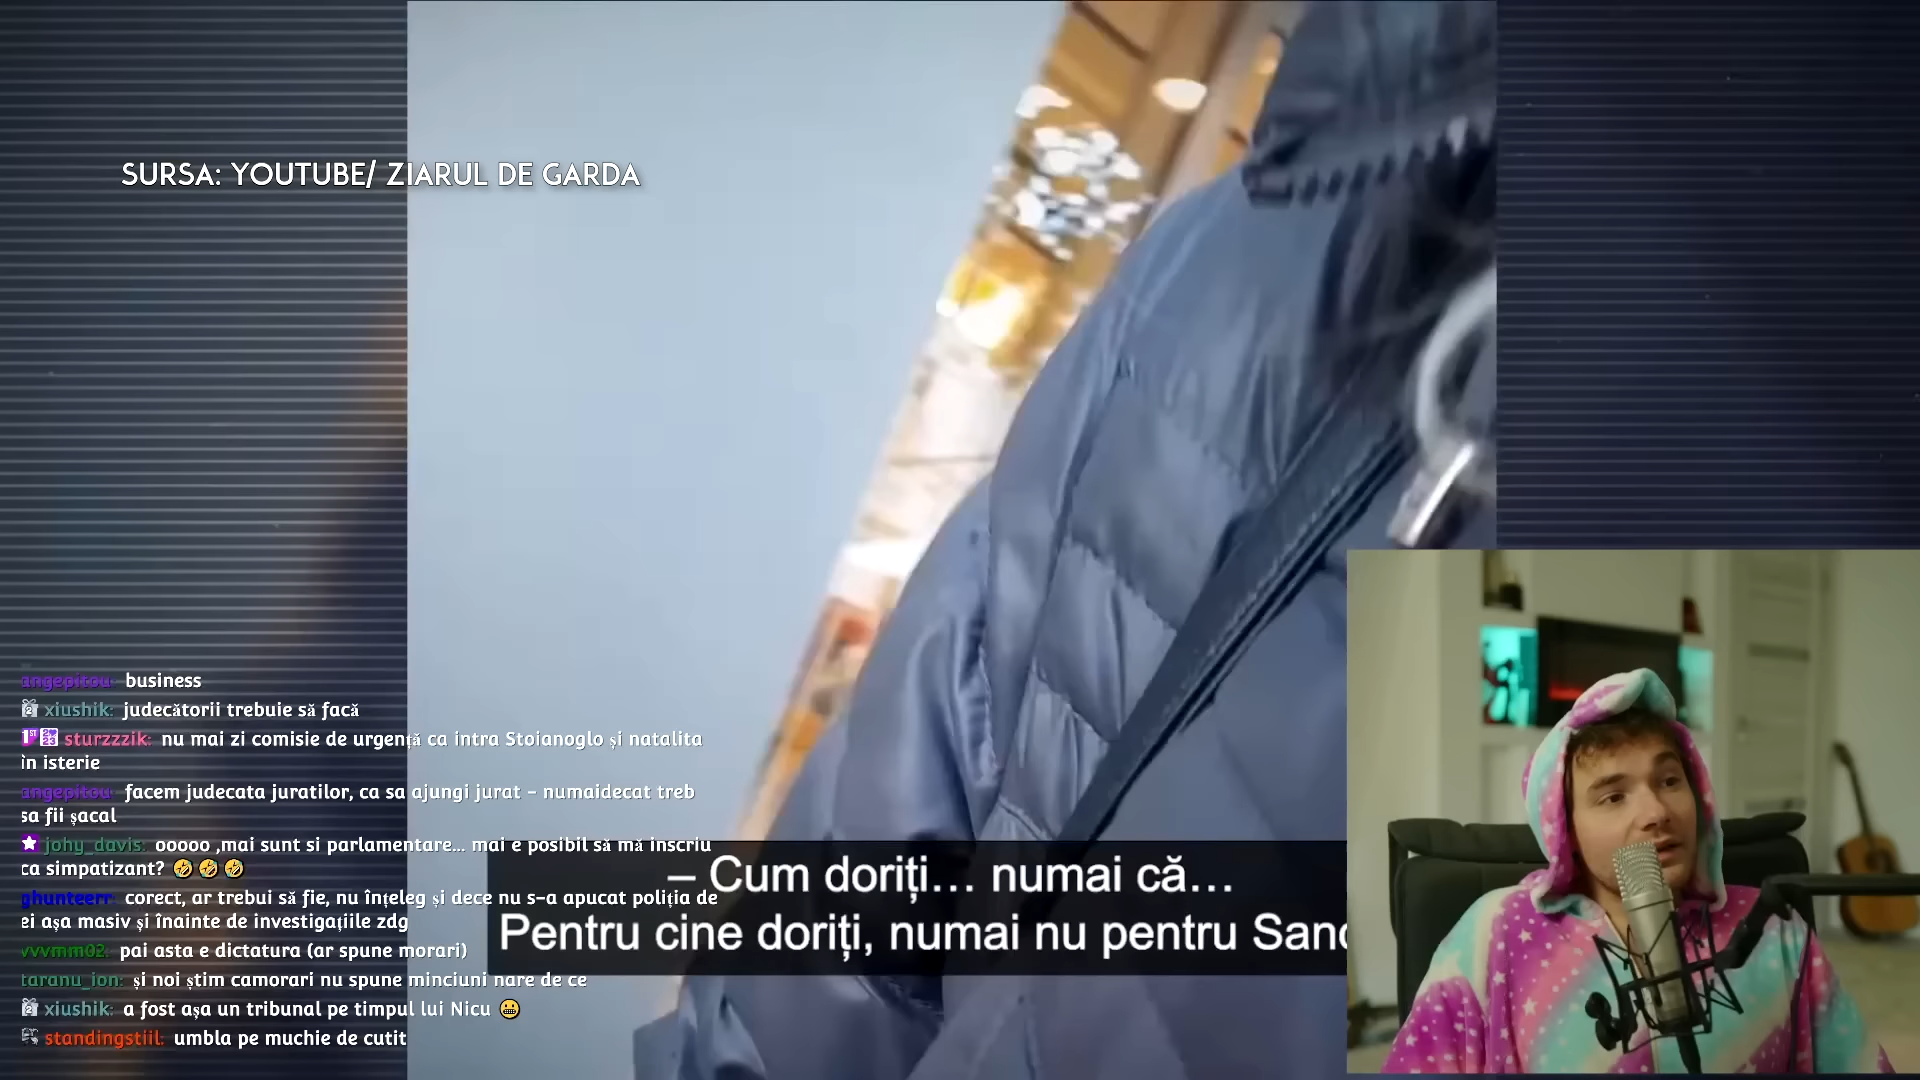 SURSA: YOUTUBE/ ZIARUL DE GARDA
angepitou: business
xiushik: judecătorii trebuie să facă
sturzzzik: nu mai zi comisie de urgență ca intra Stoianoglo și natalita
în isterie
angepitou: facem judecata juratilor, ca sa ajungi jurat - numaidecat treb
sa fii șacal
johy_davis: ooooo ,mai sunt si parlamentare... mai e posibil să mă inscriu
ca simpatizant? 🤣🤣🤣
ghunteerr: corect, ar trebui să fie, nu înțeleg și dece nu s-a apucat poliția de
ei așa masiv și înainte de investigațiile zdg
vvvmm02: pai asta e dictatura (ar spune morari)
taranu_ion: și noi știm camorari nu spune minciuni nare de ce
xiushik: a fost așa un tribunal pe timpul lui Nicu 😬
standingstiil: umbla pe muchie de cutit
– Cum doriți... numai că...
Pentru cine doriți, numai nu pentru Sand